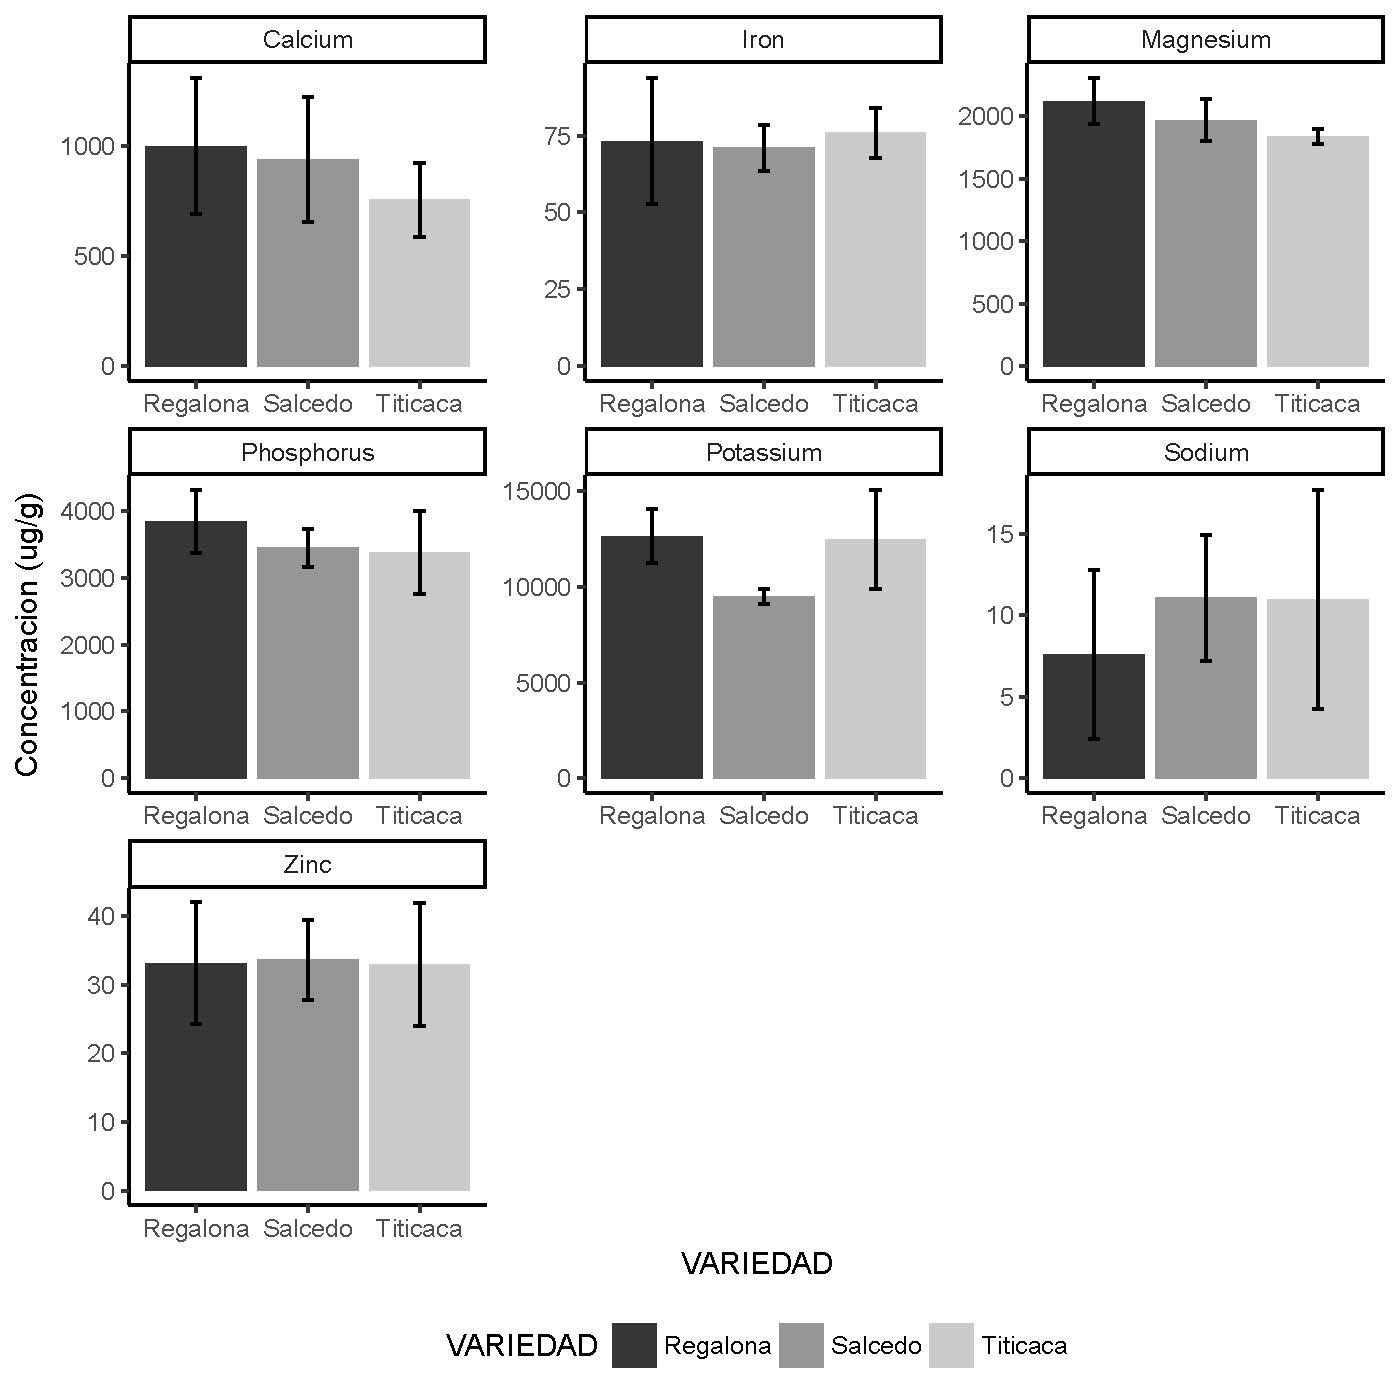 Calcium
Iron
Magnesium
1000
500
0
75
50
25
0
2000
1500
1000
500
0
Regalona Salcedo Titicaca
Regalona Salcedo Titicaca
Regalona Salcedo Titicaca
Phosphorus
Potassium
Sodium
Concentracion (ug/g)
4000
3000
2000
1000
0
15000
10000
5000
0
15
10
5
0
Regalona Salcedo Titicaca
Regalona Salcedo Titicaca
Regalona Salcedo Titicaca
Zinc
40
30
20
10
0
Regalona Salcedo Titicaca
VARIEDAD
VARIEDAD Regalona Salcedo Titicaca